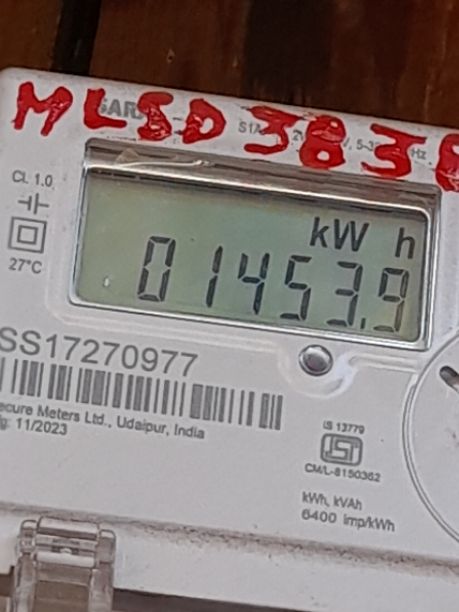 MLSD 3838
Cl. 1.0
27°C
kW h
01453.9
SS17270977
ecure Meters Ltd., Udaipur, India
g: 11/2023
IS 13779
CM/L-8150362
kWh, kVAh
6400 imp/kWh